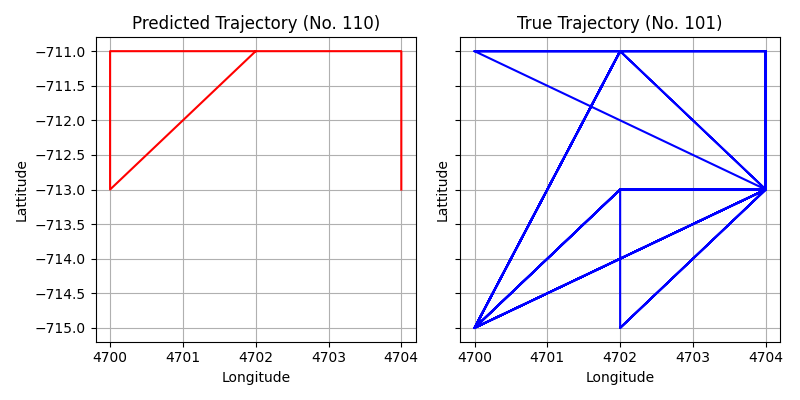 Predicted Trajectory (No. 110)
True Trajectory (No. 101)
−711.0
−711.5
−712.0
−712.5
−713.0
−713.5
−714.0
−714.5
−715.0
Lattitude
Lattitude
4700 4701 4702 4703 4704
4700 4701 4702 4703 4704
Longitude
Longitude